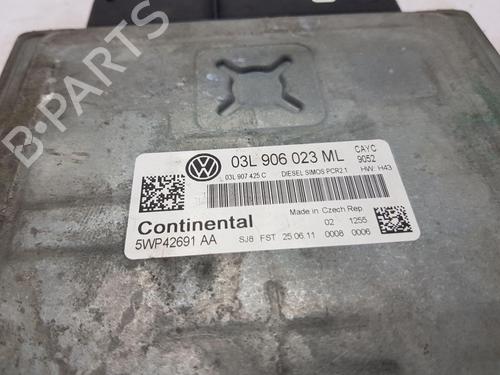 B-PARTS
03L 906 023 ML
CAYC
9052
03L 907 425 C DIESEL SIMOS PCR2.1 HW: H43
Continental
Made in Czech Rep.
02 1255
5WP42691 AA SJ8 FST 25.06.11 0008 0006